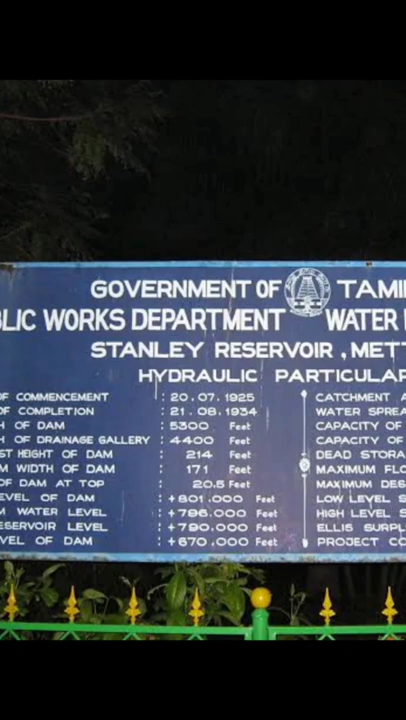 GOVERNMENT OF TAMI
BLIC WORKS DEPARTMENT WATER
STANLEY RESERVOIR , METT
HYDRAULIC PARTICULAR
OF COMMENCEMENT : 20.07.1925 CATCHMENT A
OF COMPLETION : 21.08.1934 WATER SPREA
H OF DAM : 5300 Feet CAPACITY OF
H OF DRAINAGE GALLERY : 4400 Feet CAPACITY OF
ST HEIGHT OF DAM : 214 Feet DEAD STORA
M WIDTH OF DAM : 171 Feet MAXIMUM FLO
OF DAM AT TOP : 20.5 Feet MAXIMUM DES
EVEL OF DAM : +801.000 Feet LOW LEVEL S
M WATER LEVEL : +796.000 Feet HIGH LEVEL S
ESERVOIR LEVEL : +790.000 Feet ELLIS SURPL
VEL OF DAM : +670.000 Feet PROJECT CO